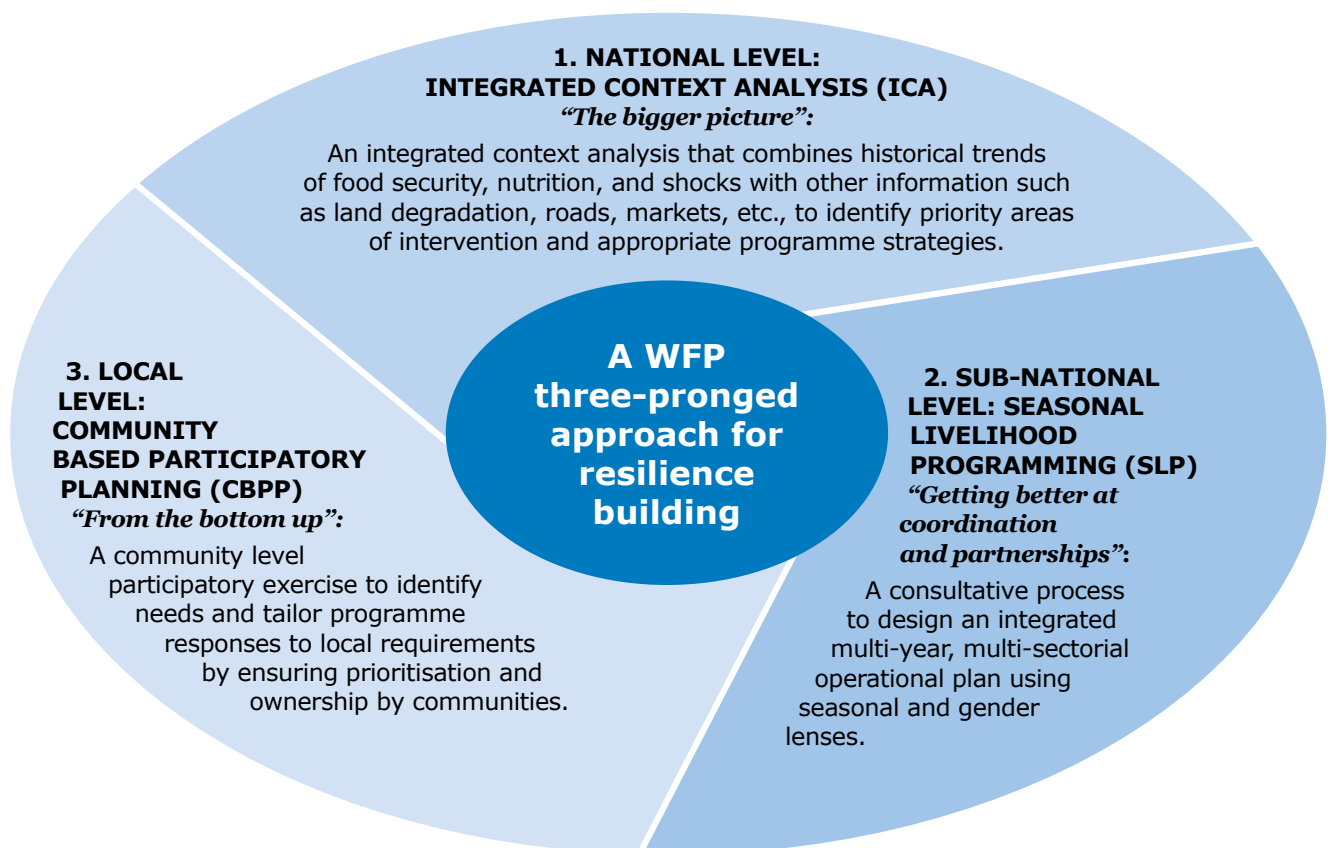 1. NATIONAL LEVEL:
INTEGRATED CONTEXT ANALYSIS (ICA)
“The bigger picture”:
An integrated context analysis that combines historical trends
of food security, nutrition, and shocks with other information such
as land degradation, roads, markets, etc., to identify priority areas
of intervention and appropriate programme strategies.
A WFP
three-pronged
approach for
resilience
building
2. SUB-NATIONAL
LEVEL: SEASONAL
LIVELIHOOD
PROGRAMMING (SLP)
“Getting better at
coordination
and partnerships”:
A consultative process
to design an integrated
multi-year, multi-sectorial
operational plan using
seasonal and gender
lenses.
3. LOCAL
LEVEL:
COMMUNITY
BASED PARTICIPATORY
PLANNING (CBPP)
“From the bottom up”:
A community level
participatory exercise to identify
needs and tailor programme
responses to local requirements
by ensuring prioritisation and
ownership by communities.